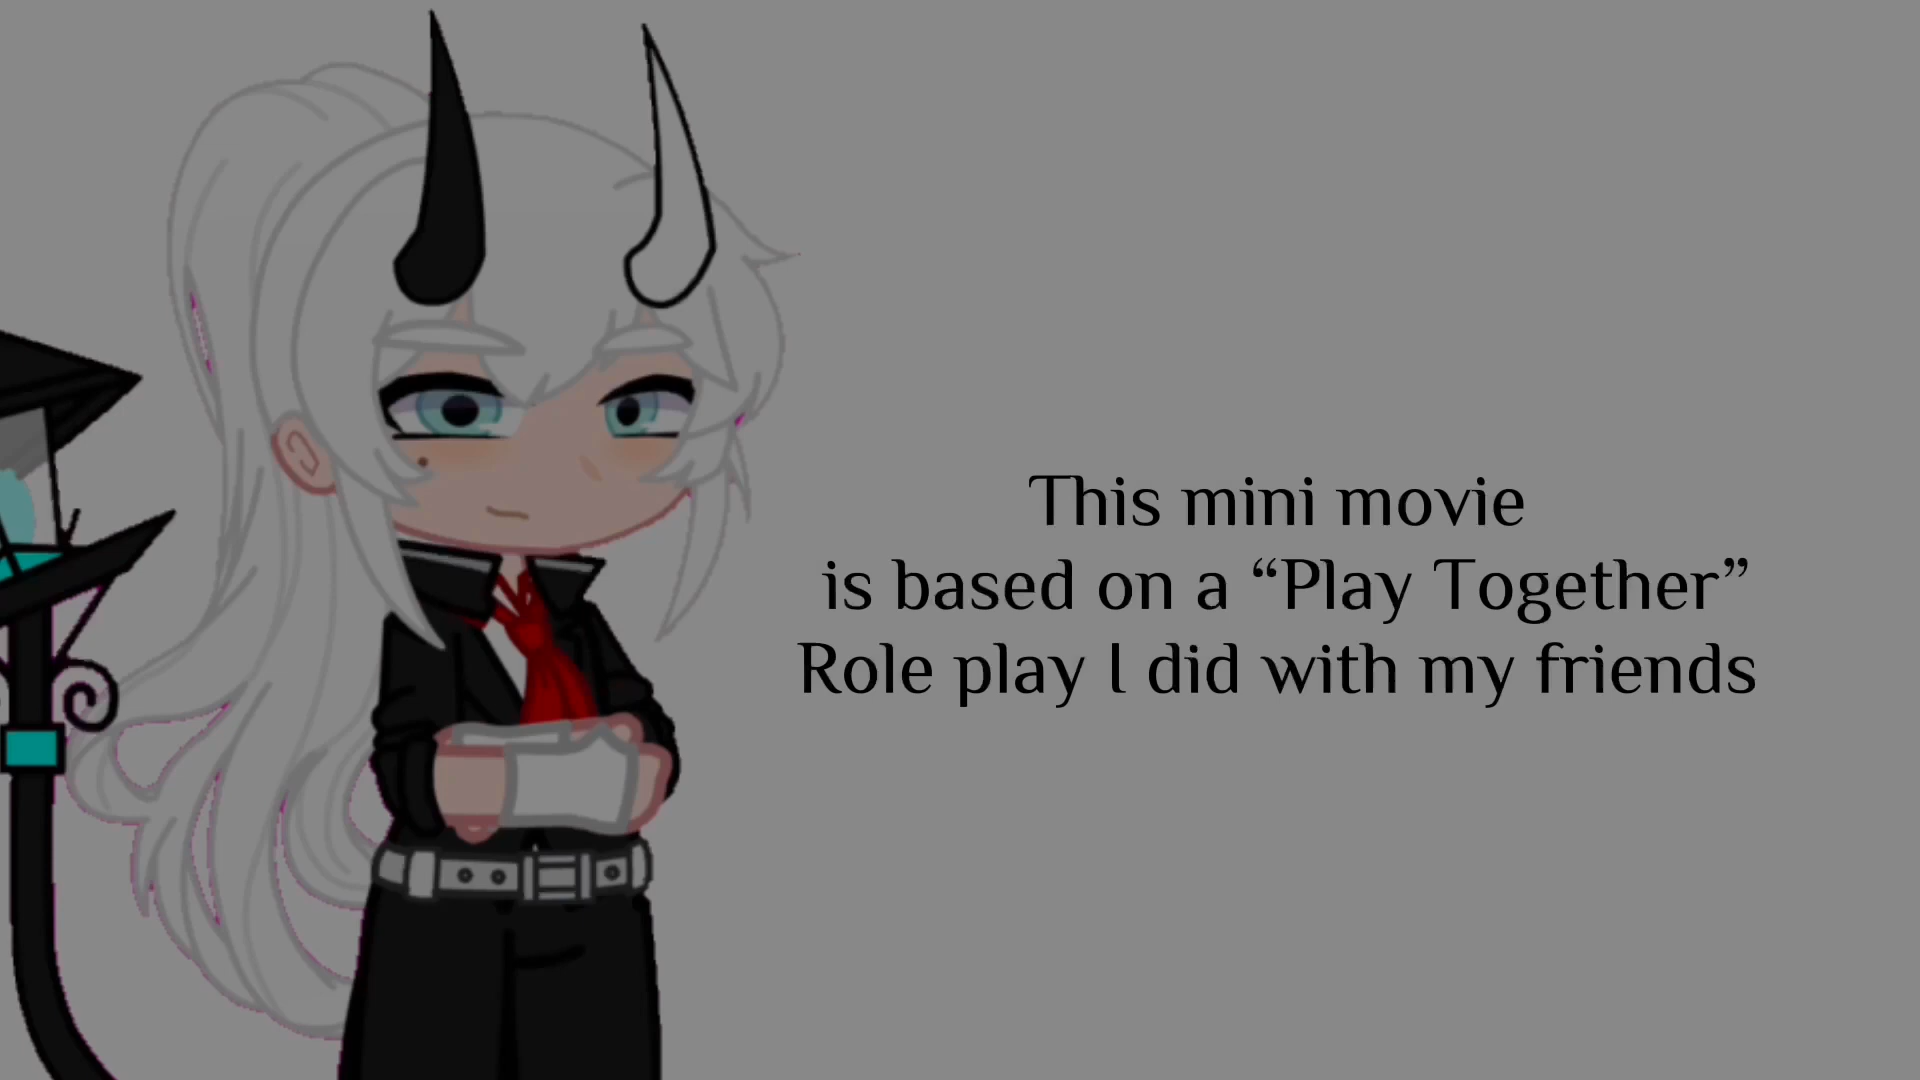 This mini movie
is based on a “Play Together”
Role play I did with my friends